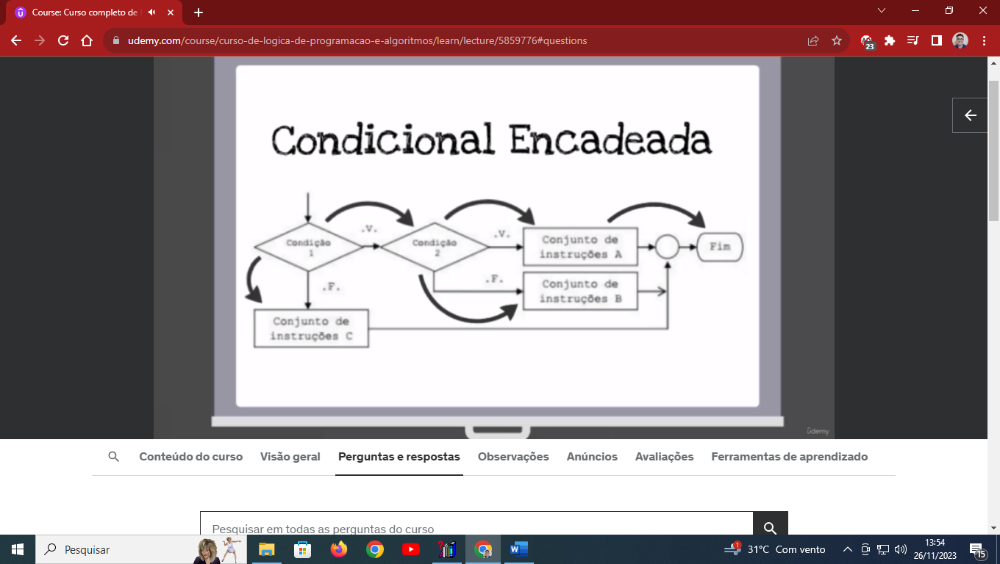 Course: Curso completo de
udemy.com/course/curso-de-logica-de-programacao-e-algoritmos/learn/lecture/5859776#questions
23
Condicional Encadeada
Condição
1
.V.
Condição
2
.V.
Conjunto de
instruções A
Fim
.F.
.F.
Conjunto de
instruções B
Conjunto de
instruções C
ûdemy
Conteúdo do curso
Visão geral
Perguntas e respostas
Observações
Anúncios
Avaliações
Ferramentas de aprendizado
Pesquisar em todas as perguntas do curso
Pesquisar
1
31°C Com vento
13:54
26/11/2023
15